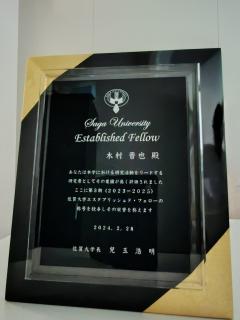 Saga University
Established Fellow
木村 晋也 殿
あなたは本学における研究活動をリードする
研究者としてその業績が高く評価されました
ここに第3期(2023-2025)
佐賀大学エスタブリッシュド・フェローの
称号を授与しその栄誉を称えます
2024.2.28
佐賀大学長 兒玉浩明